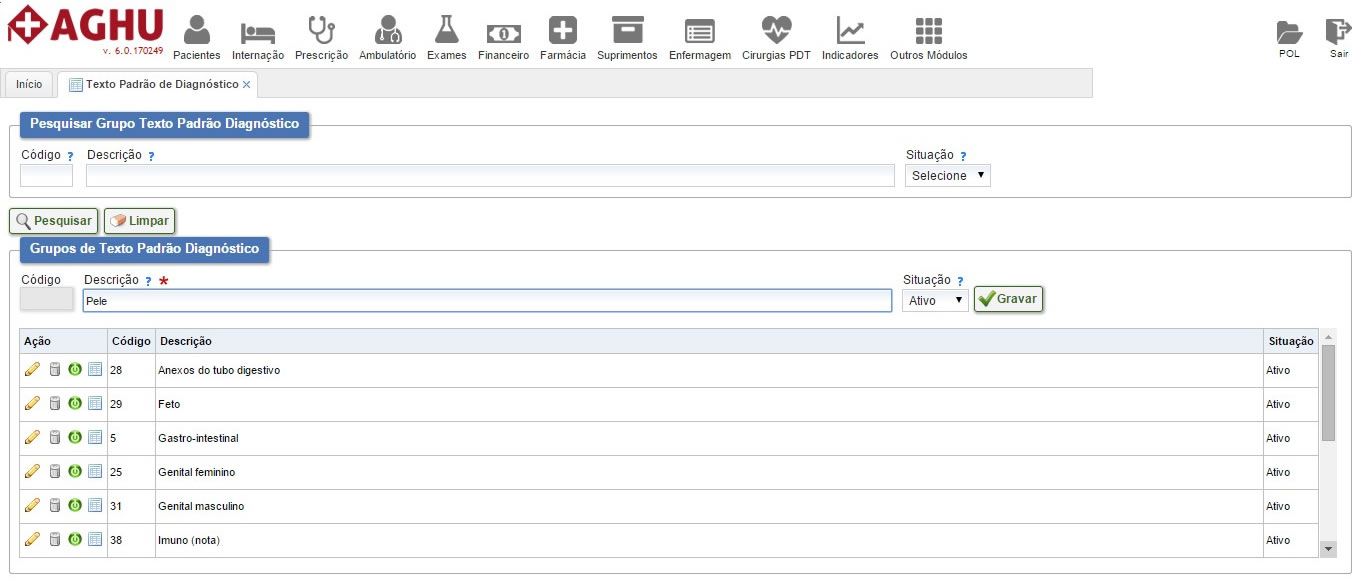 AGHU
v. 6.0.170249
Pacientes Internação Prescrição Ambulatório Exames Financeiro Farmácia Suprimentos Enfermagem Cirurgias PDT Indicadores Outros Módulos POL Sair
Início Texto Padrão de Diagnóstico
Pesquisar Grupo Texto Padrão Diagnóstico
Código ? Descrição ? Situação ?
Selecione
Pesquisar Limpar
Grupos de Texto Padrão Diagnóstico
Código Descrição ? * Situação ?
Pele Ativo Gravar
Ação Código Descrição Situação
28 Anexos do tubo digestivo Ativo
29 Feto Ativo
5 Gastro-intestinal Ativo
25 Genital feminino Ativo
31 Genital masculino Ativo
38 Imuno (nota) Ativo